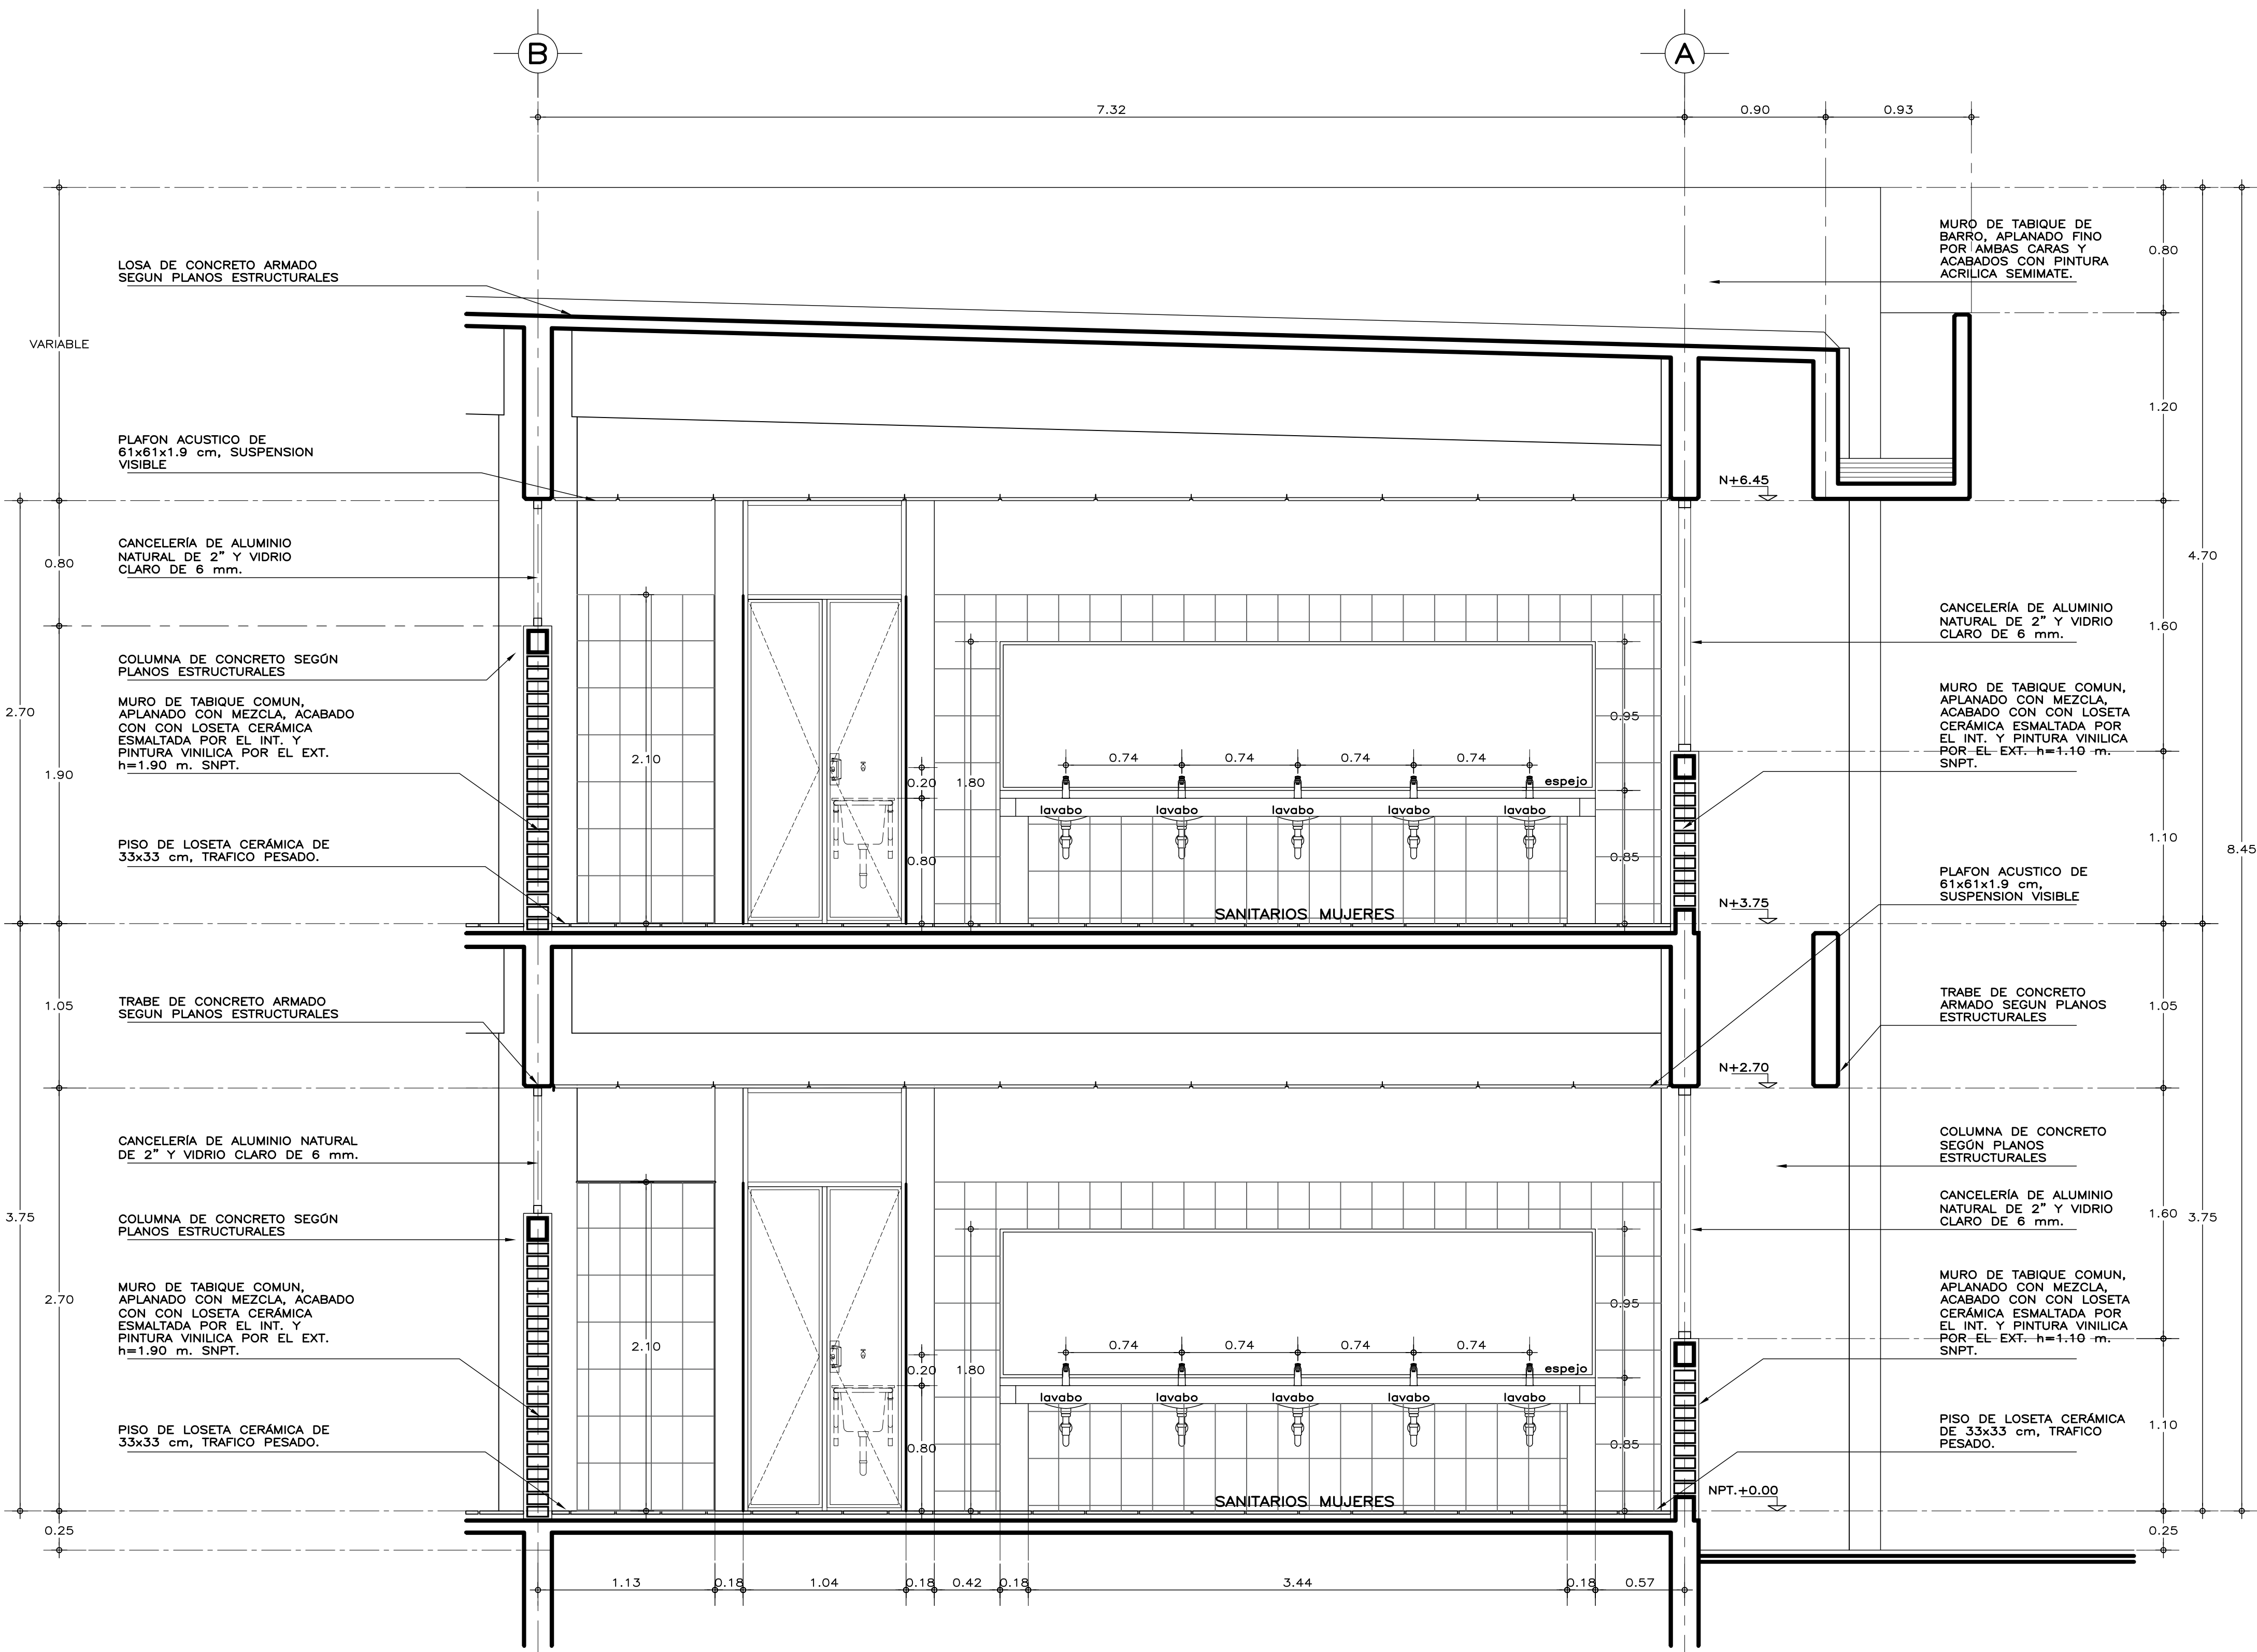 B
A
7.32
0.90
0.93
MURO DE TABIQUE DE
BARRO, APLANADO FINO
POR AMBAS CARAS Y
ACABADOS CON PINTURA
ACRILICA SEMIMATE.
0.80
LOSA DE CONCRETO ARMADO
SEGUN PLANOS ESTRUCTURALES
VARIABLE
1.20
PLAFON ACUSTICO DE
61x61x1.9 cm, SUSPENSION
VISIBLE
N+6.45
CANCELERÍA DE ALUMINIO
NATURAL DE 2" Y VIDRIO
CLARO DE 6 mm.
0.80
4.70
CANCELERÍA DE ALUMINIO
NATURAL DE 2" Y VIDRIO
CLARO DE 6 mm.
1.60
COLUMNA DE CONCRETO SEGÚN
PLANOS ESTRUCTURALES
MURO DE TABIQUE COMUN,
APLANADO CON MEZCLA, ACABADO
CON CON LOSETA CERÁMICA
ESMALTADA POR EL INT. Y
PINTURA VINILICA POR EL EXT.
h=1.90 m. SNPT.
2.70
1.90
2.10
0.95
0.74
0.74
0.74
0.74
0.20
1.80
espejo
lavabo
lavabo
lavabo
lavabo
lavabo
MURO DE TABIQUE COMUN,
APLANADO CON MEZCLA,
ACABADO CON CON LOSETA
CERÁMICA ESMALTADA POR
EL INT. Y PINTURA VINILICA
POR EL EXT. h=1.10 m.
SNPT.
1.10
8.45
PISO DE LOSETA CERÁMICA DE
33x33 cm, TRAFICO PESADO.
0.80
0.85
PLAFON ACUSTICO DE
61x61x1.9 cm,
SUSPENSION VISIBLE
SANITARIOS MUJERES
N+3.75
1.05
TRABE DE CONCRETO ARMADO
SEGUN PLANOS ESTRUCTURALES
TRABE DE CONCRETO
ARMADO SEGUN PLANOS
ESTRUCTURALES
1.05
N+2.70
CANCELERÍA DE ALUMINIO NATURAL
DE 2" Y VIDRIO CLARO DE 6 mm.
COLUMNA DE CONCRETO
SEGÚN PLANOS
ESTRUCTURALES
CANCELERÍA DE ALUMINIO
NATURAL DE 2" Y VIDRIO
CLARO DE 6 mm.
1.60
3.75
3.75
COLUMNA DE CONCRETO SEGÚN
PLANOS ESTRUCTURALES
MURO DE TABIQUE COMUN,
APLANADO CON MEZCLA, ACABADO
CON CON LOSETA CERÁMICA
ESMALTADA POR EL INT. Y
PINTURA VINILICA POR EL EXT.
h=1.90 m. SNPT.
2.70
2.10
0.95
0.74
0.74
0.74
0.74
0.20
1.80
espejo
lavabo
lavabo
lavabo
lavabo
lavabo
MURO DE TABIQUE COMUN,
APLANADO CON MEZCLA,
ACABADO CON CON LOSETA
CERÁMICA ESMALTADA POR
EL INT. Y PINTURA VINILICA
POR EL EXT. h=1.10 m.
SNPT.
1.10
PISO DE LOSETA CERÁMICA DE
33x33 cm, TRAFICO PESADO.
0.80
0.85
PISO DE LOSETA CERÁMICA
DE 33x33 cm, TRAFICO
PESADO.
SANITARIOS MUJERES
NPT.+0.00
0.25
0.25
1.13
0.18
1.04
0.18
0.42
0.18
3.44
0.18
0.57